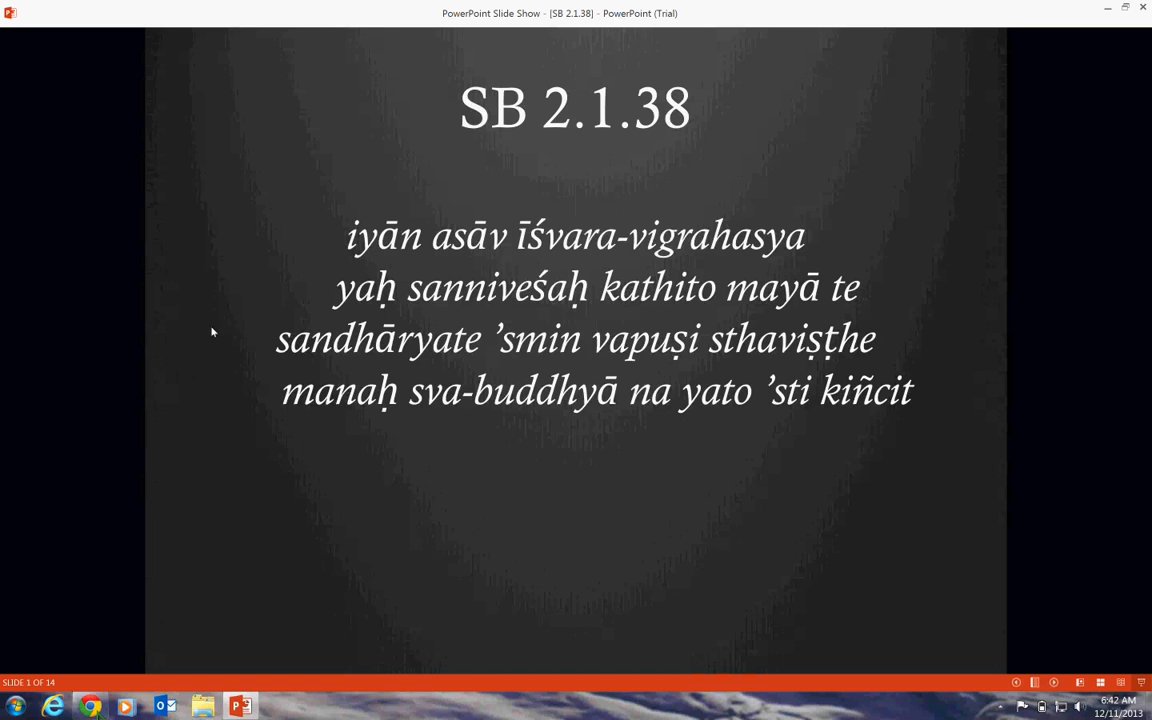 PowerPoint Slide Show - [SB 2.1.38] - PowerPoint (Trial)
SB 2.1.38
iyān asāv īśvara-vigrahasya
yaḥ sanniveśaḥ kathito mayā te
sandhāryate ’smin vapuṣi sthaviṣṭhe
manaḥ sva-buddhyā na yato ’sti kiñcit
SLIDE 1 OF 14
6:42 AM
12/11/2013